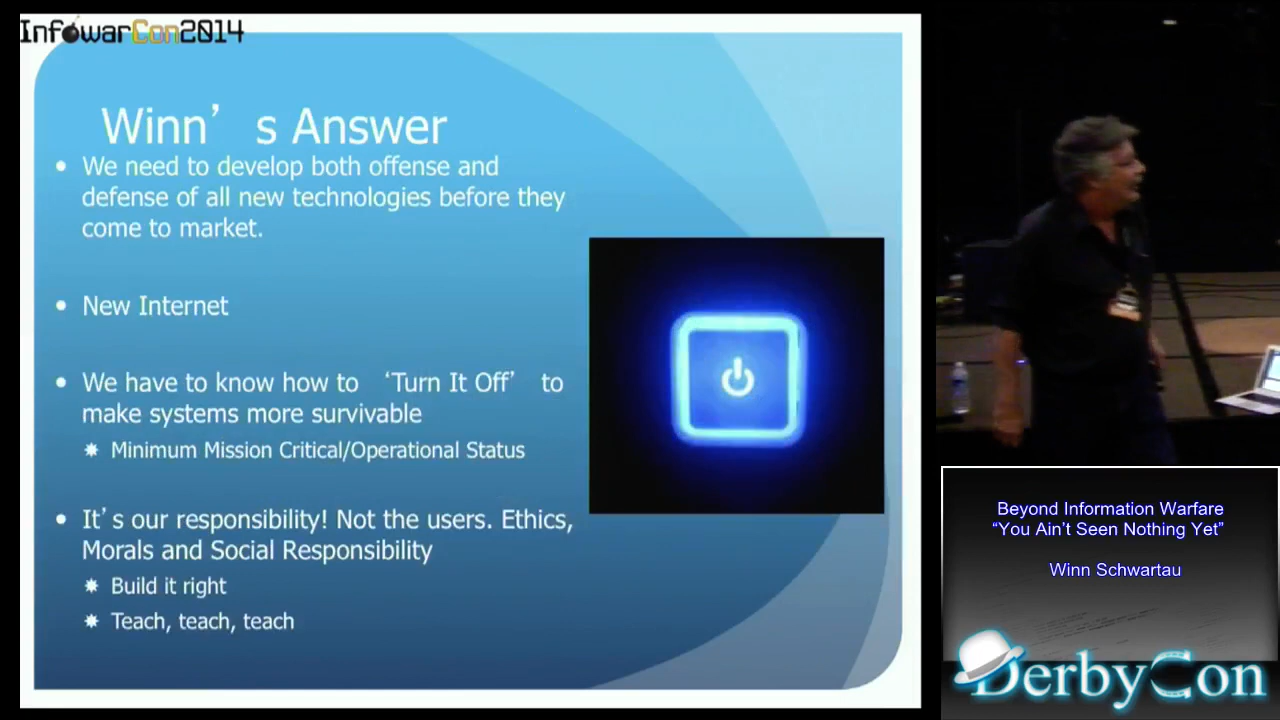 InfowarCon2014
Winn’s Answer
• We need to develop both offense and
defense of all new technologies before they
come to market.
• New Internet
• We have to know how to ‘Turn It Off’ to
make systems more survivable
✷ Minimum Mission Critical/Operational Status
• It’s our responsibility! Not the users. Ethics,
Morals and Social Responsibility
✷ Build it right
✷ Teach, teach, teach
Beyond Information Warfare
“You Ain’t Seen Nothing Yet”
Winn Schwartau
DerbyCon